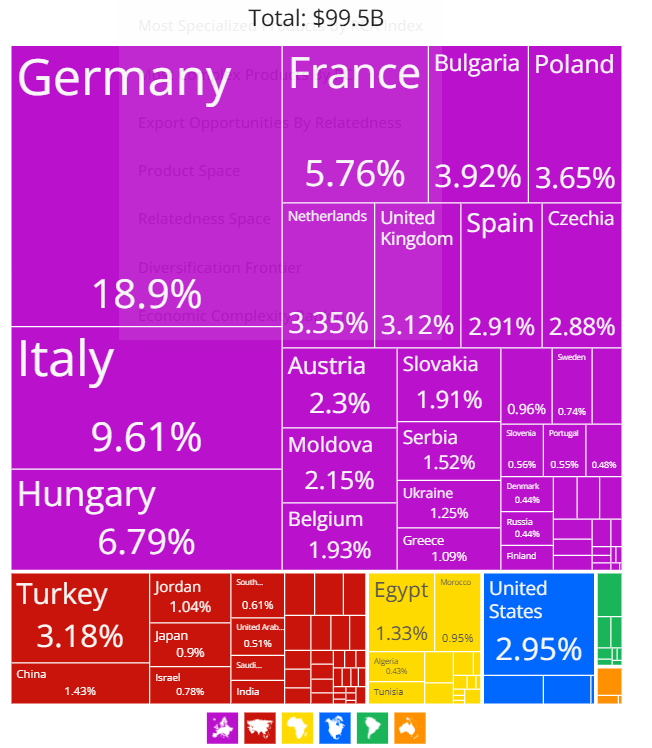 Total: $99.5B
Most Specialized Products by RCA Index
Export Opportunities By Relatedness
Product Space
Relatedness Space
Diversification Frontier
Germany
18.9%
Italy
9.61%
Hungary
6.79%
France
5.76%
Bulgaria
3.92%
Poland
3.65%
Netherlands
3.35%
United
Kingdom
3.12%
Spain
2.91%
Czechia
2.88%
Austria
2.3%
Moldova
2.15%
Belgium
1.93%
Slovakia
1.91%
Serbia
1.52%
Ukraine
1.25%
Greece
1.09%
0.96%
Sweden
0.74%
Slovenia
0.56%
Portugal
0.55%
0.48%
Denmark
0.44%
Russia
0.44%
Finland
Turkey
3.18%
China
1.43%
Jordan
1.04%
Japan
0.9%
Israel
0.78%
South...
0.61%
United Arab...
0.51%
Saudi...
India
Egypt
1.33%
Morocco
0.95%
Algeria
0.43%
Tunisia
United
States
2.95%